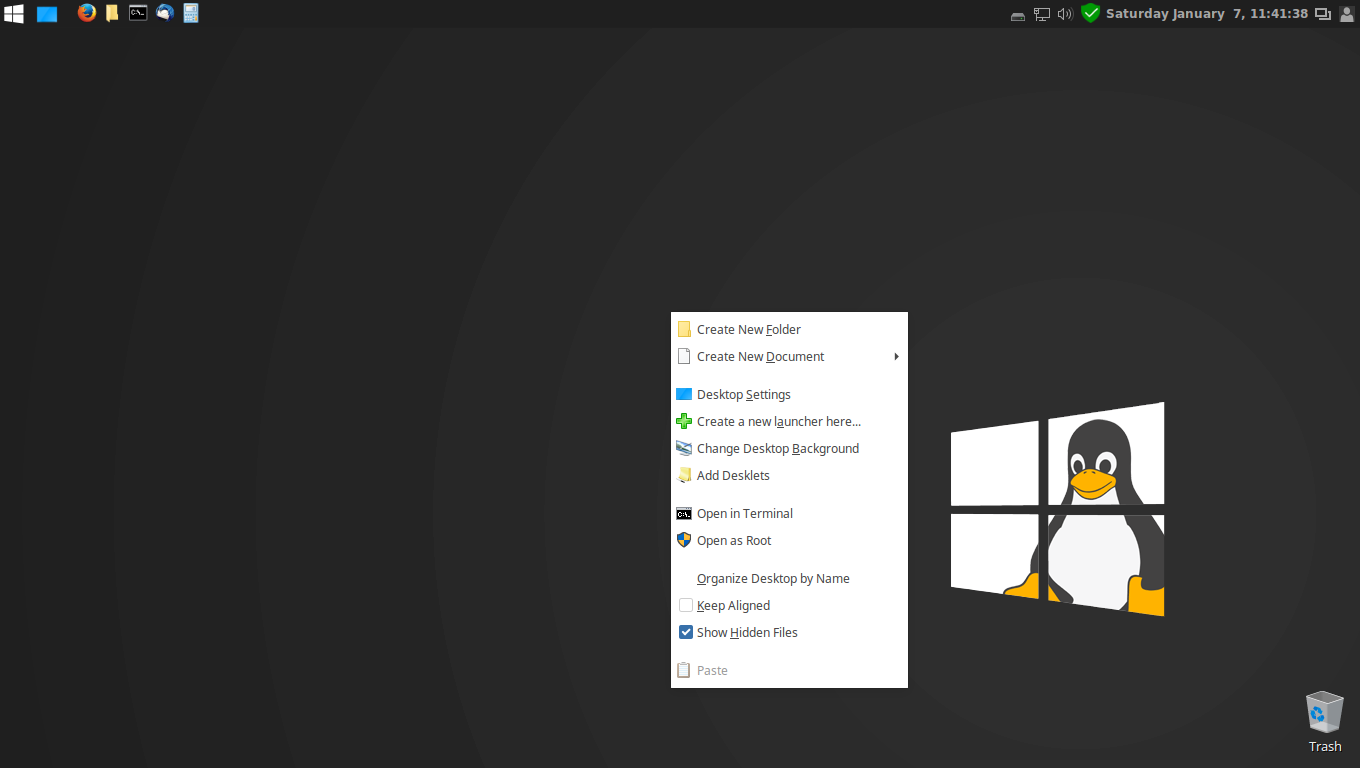 Saturday January  7, 11:41:38
Create New Folder
Create New Document
Desktop Settings
Create a new launcher here...
Change Desktop Background
Add Desklets
C:\.
Open in Terminal
Open as Root
Organize Desktop by Name
Keep Aligned
Show Hidden Files
Paste
Trash